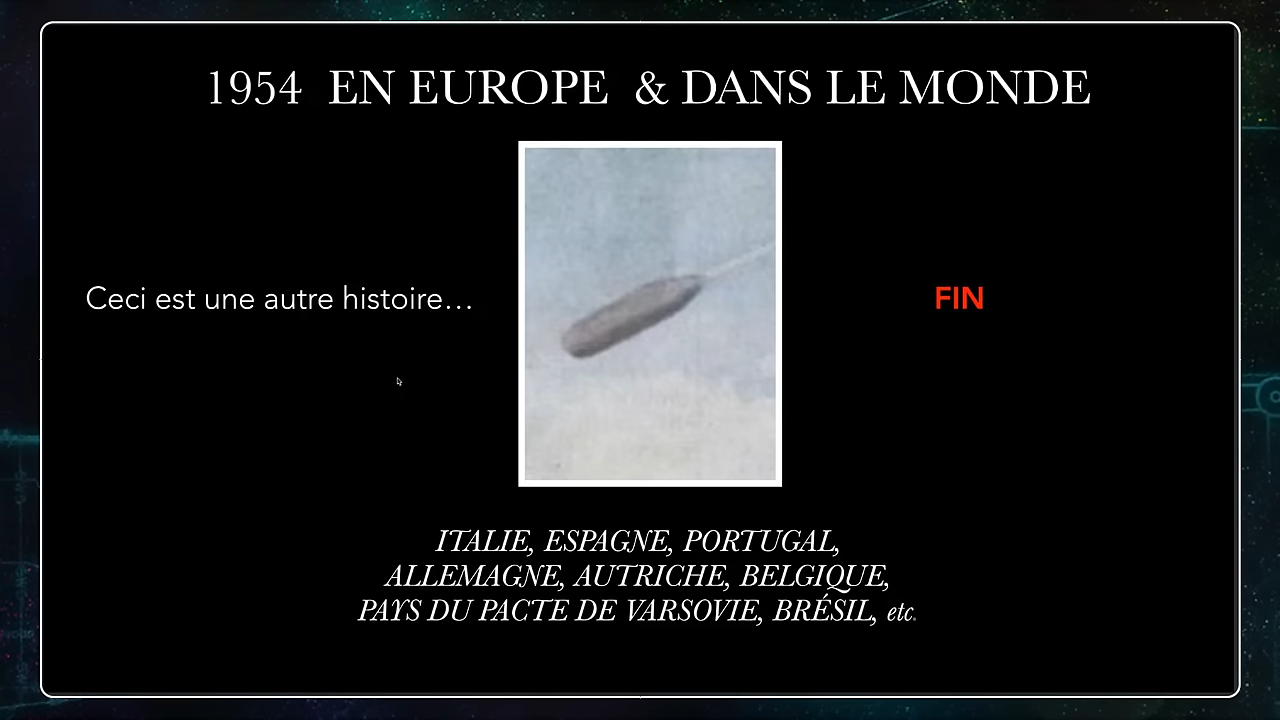 1954 EN EUROPE & DANS LE MONDE
Ceci est une autre histoire…
FIN
ITALIE, ESPAGNE, PORTUGAL,
ALLEMAGNE, AUTRICHE, BELGIQUE,
PAYS DU PACTE DE VARSOVIE, BRÉSIL, etc.